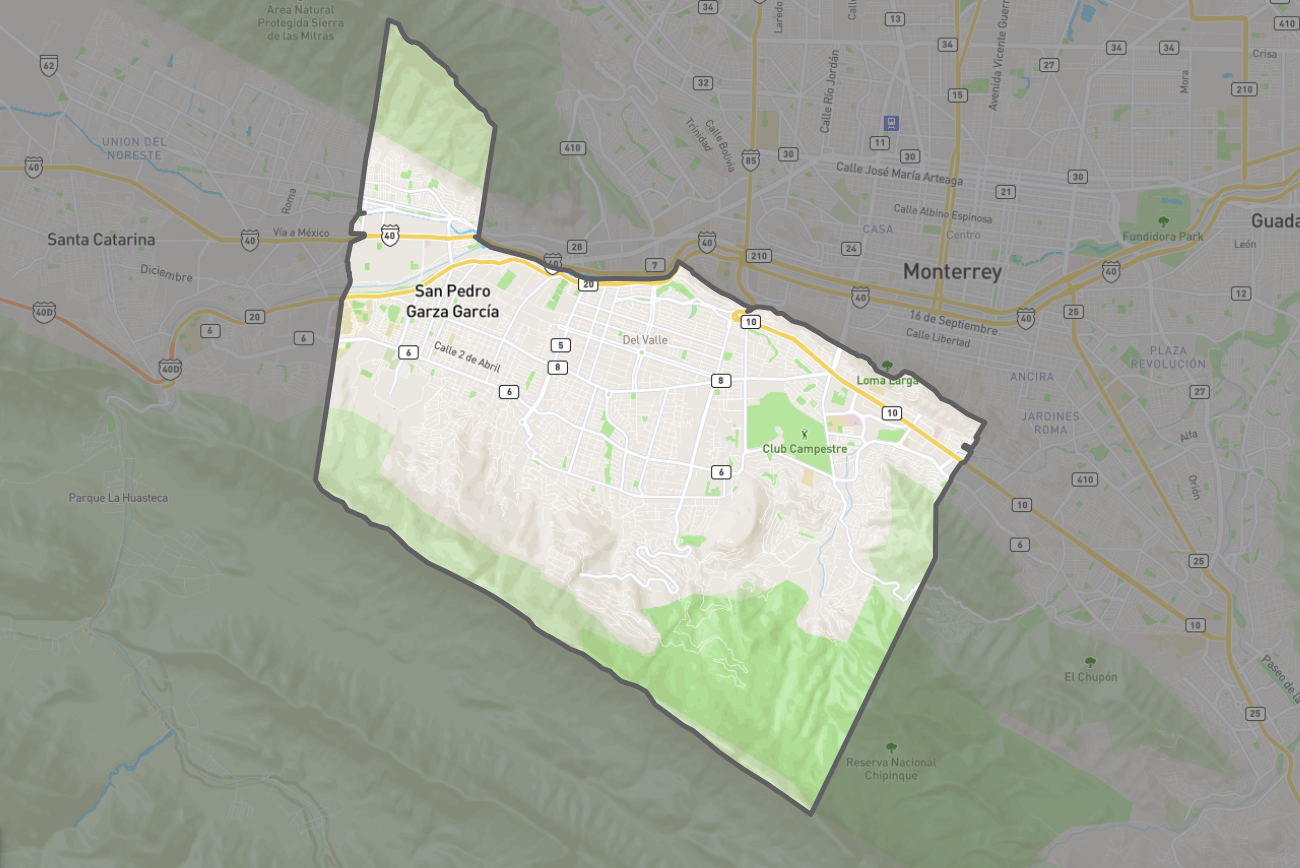 Area Natural
Protegida Sierra
de las Mitras
34
Laredo
Calle
13
34
34
34
410
Crisa
62
27
32
Mora
210
Calle Río Jordán
Avenida Vicente Guerr
15
Trinidad
Calle Bolivia
UNION DEL
NORESTE
410
11
30
30
85
40
Calle José María Arteaga
30
21
Roma
Calle Albino Espinosa
Centro
CASA
Fundidora Park
Guada
León
Vía a México
40
40
Santa Catarina
28
40
210
24
40
7
Monterrey
40
Diciembre
20
San Pedro
Garza García
12
40
40D
20
6
6
10
16 de Septiembre
Calle Libertad
40
25
Del Valle
5
6
Calle 2 de Abril
8
8
PLAZA
REVOLUCIÓN
40D
Loma Larga
ANCIRA
6
27
10
JARDINES
ROMA
Alfa
Club Campestre
6
410
Orión
Parque La Huasteca
10
6
25
10
El Chupón
Paseo de la
25
Reserva Nacional
Chipinque